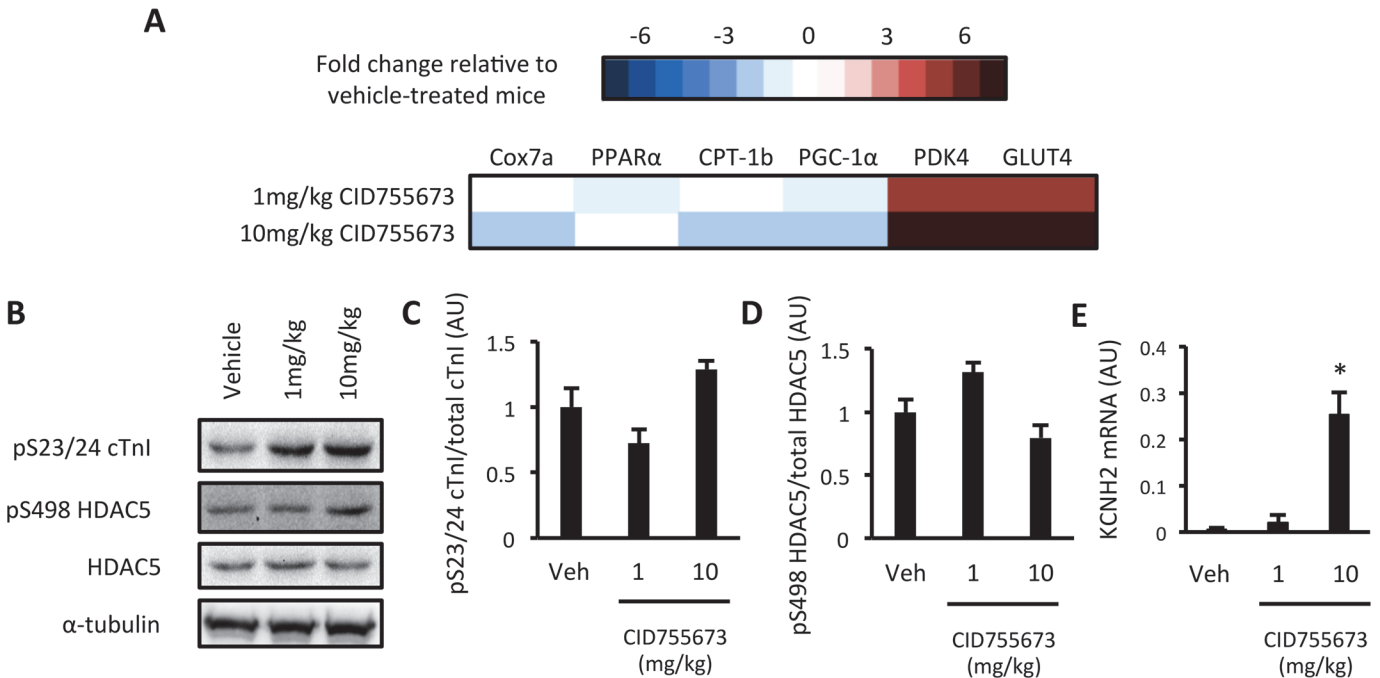 A
-6 -3 0 3 6
Fold change relative to
vehicle-treated mice
Cox7a PPARα CPT-1b PGC-1α PDK4 GLUT4
1mg/kg CID755673
10mg/kg CID755673
B
Vehicle
1mg/kg
10mg/kg
pS23/24 cTnI
pS498 HDAC5
HDAC5
α-tubulin
C
pS23/24 cTnI/total cTnI (AU)
1.5
1
0.5
0
Veh 1 10
CID755673
(mg/kg)
D
pS498 HDAC5/total HDAC5 (AU)
1.5
1
0.5
0
Veh 1 10
CID755673
(mg/kg)
E
KCNH2 mRNA (AU)
0.4
0.3
0.2
0.1
0
*
Veh 1 10
CID755673
(mg/kg)